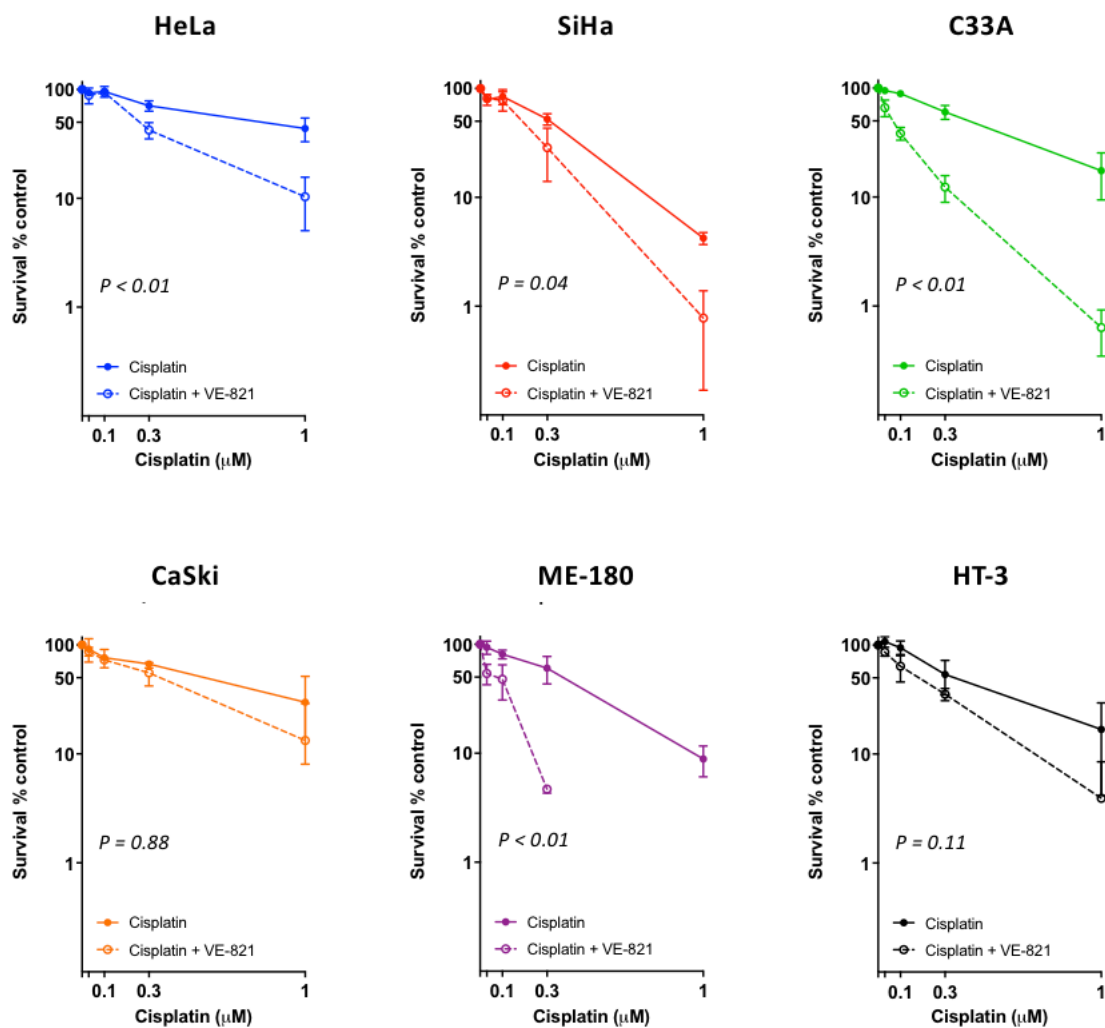 HeLa
Survival % control
100
50
10
1
P < 0.01
Cisplatin
Cisplatin + VE-821
0.1 0.3 1
Cisplatin (μM)
SiHa
Survival % control
100
50
10
1
P = 0.04
Cisplatin
Cisplatin + VE-821
0.1 0.3 1
Cisplatin (μM)
C33A
Survival % control
100
50
10
1
P < 0.01
Cisplatin
Cisplatin + VE-821
0.1 0.3 1
Cisplatin (μM)
CaSki
Survival % control
100
50
10
1
P = 0.88
Cisplatin
Cisplatin + VE-821
0.1 0.3 1
Cisplatin (μM)
ME-180
Survival % control
100
50
10
1
P < 0.01
Cisplatin
Cisplatin + VE-821
0.1 0.3 1
Cisplatin (μM)
HT-3
Survival % control
100
50
10
1
P = 0.11
Cisplatin
Cisplatin + VE-821
0.1 0.3 1
Cisplatin (μM)